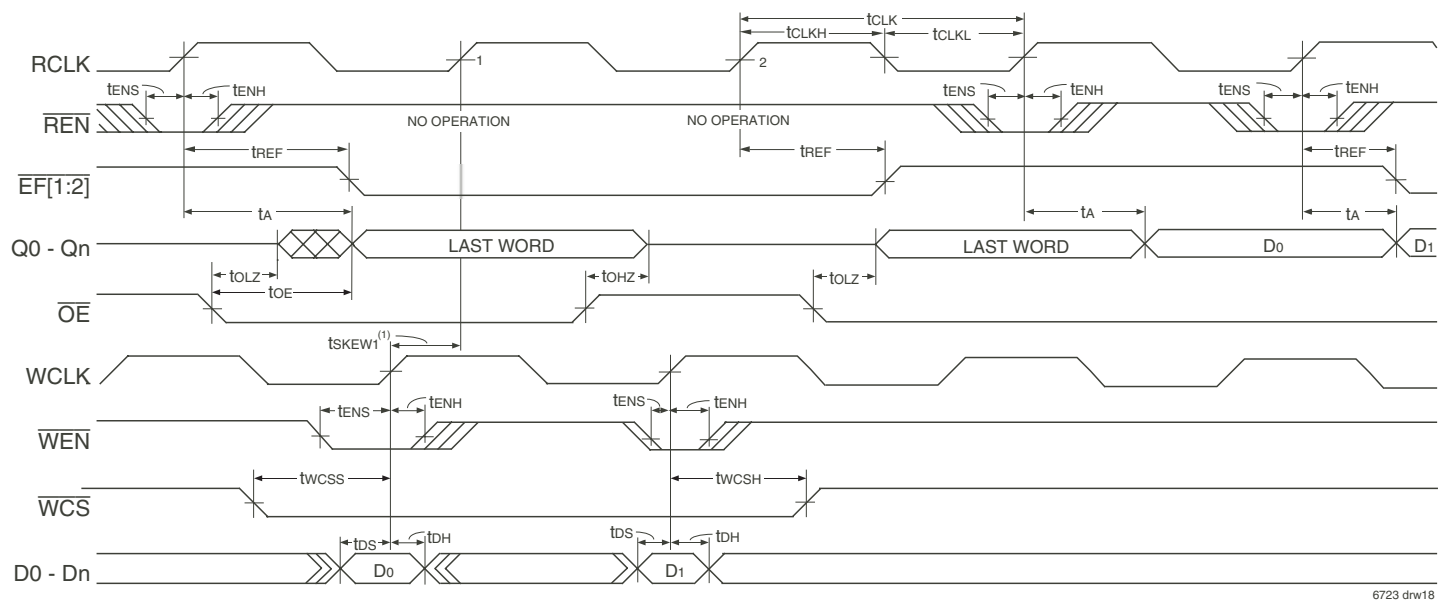 tCLK
tCLKH tCLKL
RCLK 1 2
tENS tENH tENS tENH tENS tENH
REN NO OPERATION NO OPERATION
tREF tREF tREF
EF[1:2]
tA tA tA
Q0 - Qn LAST WORD LAST WORD D0 D1
tOLZ tOHZ tOLZ
tOE
OE
tSKEW1(1)
WCLK
tENS tENH tENS tENH
WEN
tWCSS tWCSH
WCS
tDS tDH tDS tDH
D0 - Dn D0 D1
6723 drw18